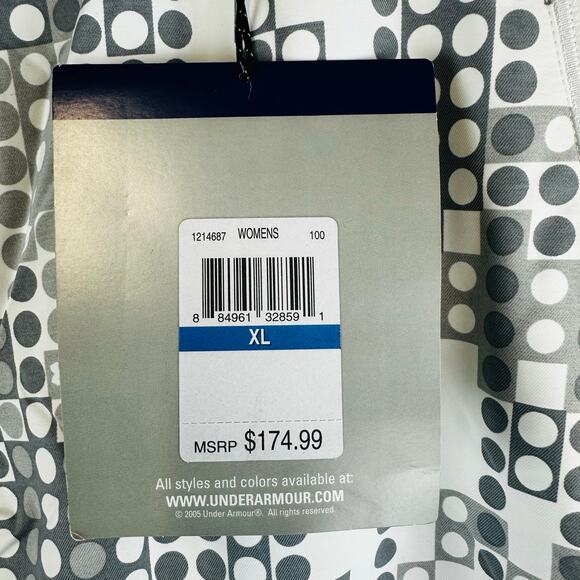 1214687 WOMENS 100
8 84961 32859 1
XL
MSRP $174.99
All styles and colors available at:
WWW.UNDERARMOUR.COM
© 2005 Under Armour®. All rights reserved.